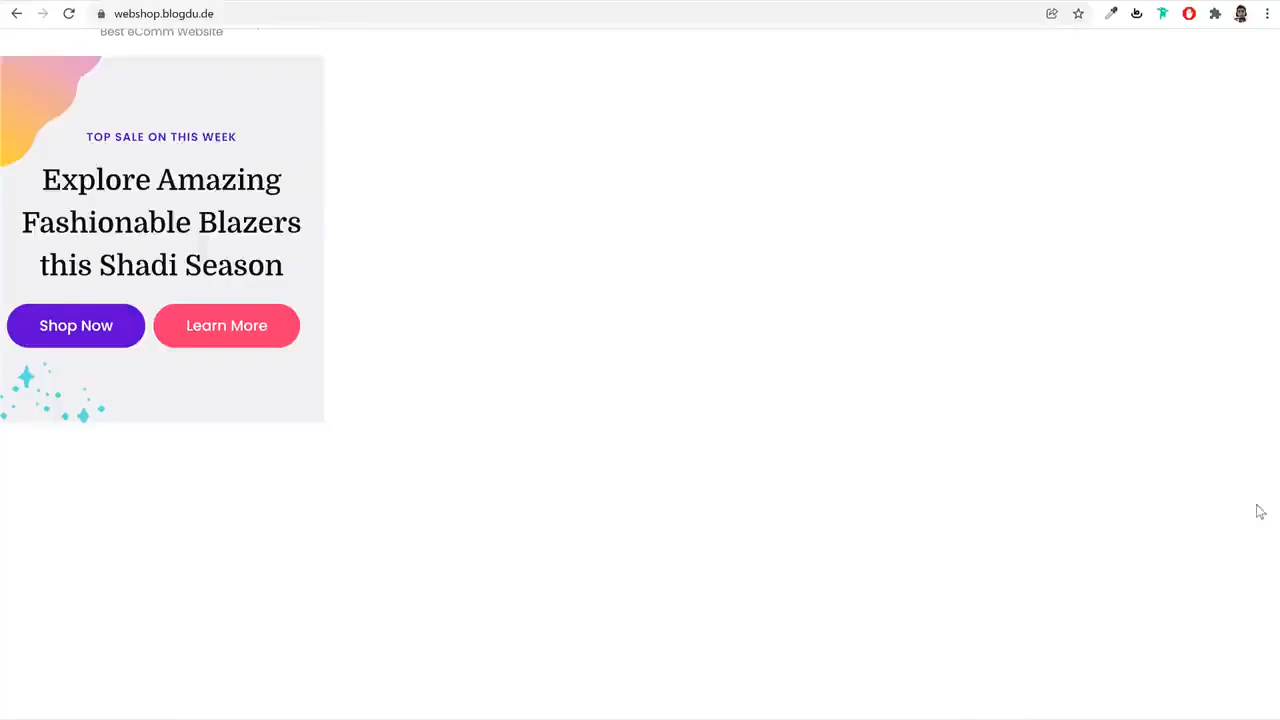 webshop.blogdu.de
Best eComm Website
TOP SALE ON THIS WEEK
Explore Amazing
Fashionable Blazers
this Shadi Season
Shop Now
Learn More